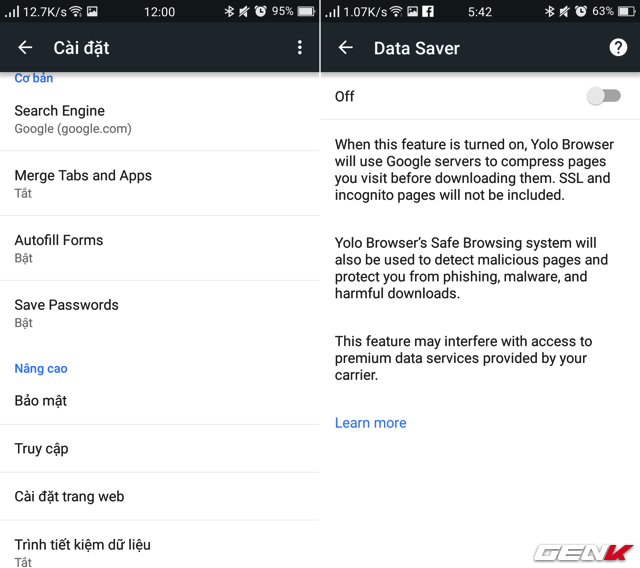 12.7K/s 12:00 95%
Cài đặt
Cơ bản
Search Engine
Google (google.com)
Merge Tabs and Apps
Tắt
Autofill Forms
Bật
Save Passwords
Bật
Nâng cao
Bảo mật
Truy cập
Cài đặt trang web
Trình tiết kiệm dữ liệu
Tắt
1.07K/s 5:42 63%
Data Saver
Off
When this feature is turned on, Yolo Browser
will use Google servers to compress pages
you visit before downloading them. SSL and
incognito pages will not be included.
Yolo Browser's Safe Browsing system will
also be used to detect malicious pages and
protect you from phishing, malware, and
harmful downloads.
This feature may interfere with access to
premium data services provided by your
carrier.
Learn more
GENK